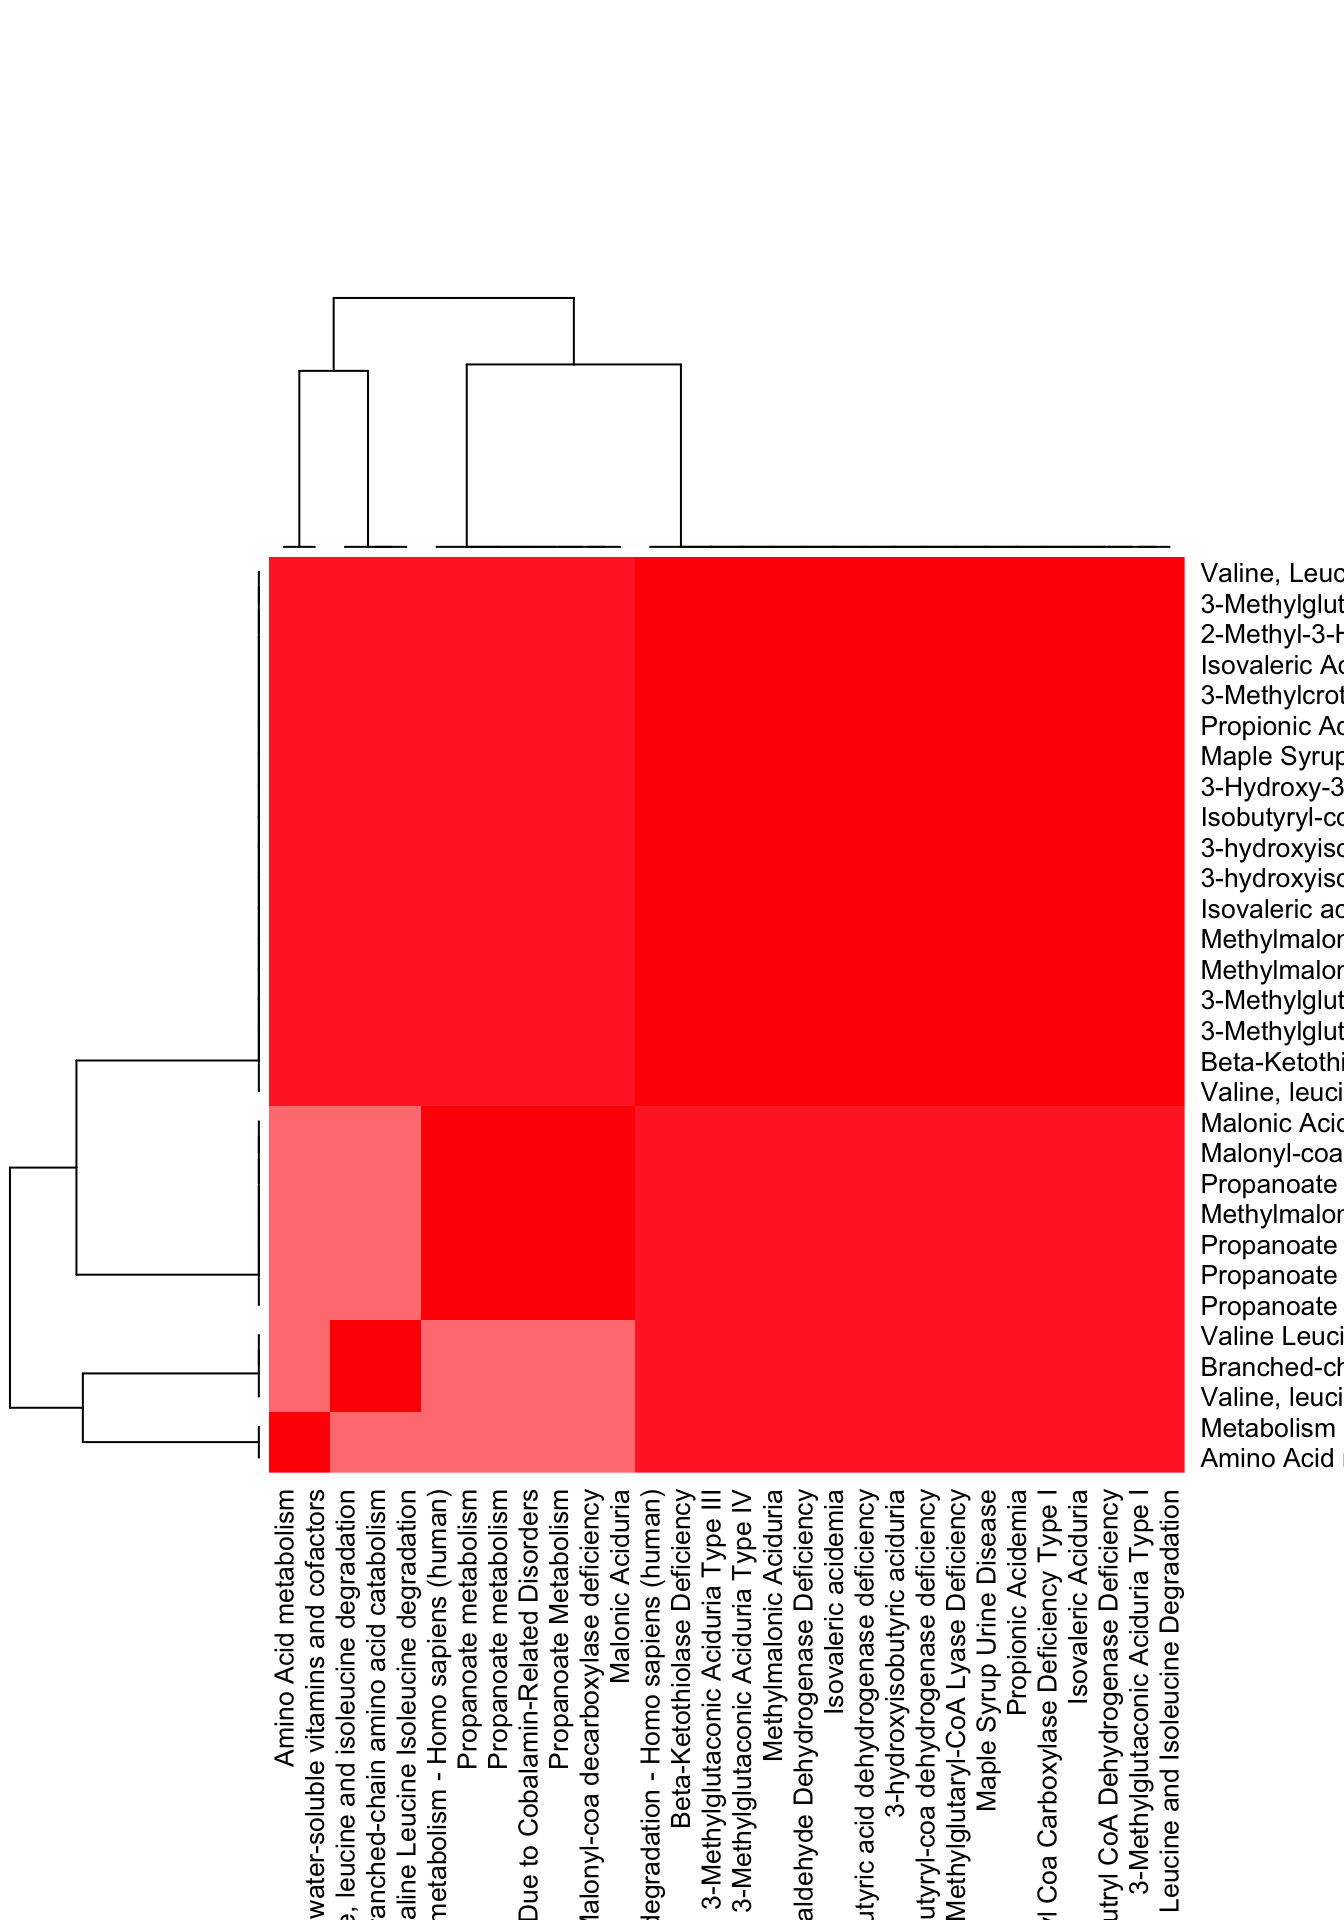 Valine, Leuc
3-Methylglut
2-Methyl-3-H
Isovaleric Ac
3-Methylcrot
Propionic Ac
Maple Syrup
3-Hydroxy-3
Isobutyryl-co
3-hydroxyiso
3-hydroxyiso
Isovaleric ac
Methylmalon
Methylmalon
3-Methylglut
3-Methylglut
Beta-Ketothi
Valine, leuci
Malonic Acid
Malonyl-coa
Propanoate
Methylmalon
Propanoate
Propanoate
Propanoate
Valine Leuci
Branched-ch
Valine, leuci
Metabolism
Amino Acid
Amino Acid metabolism
water-soluble vitamins and cofactors
e, leucine and isoleucine degradation
anched-chain amino acid catabolism
aline Leucine Isoleucine degradation
metabolism - Homo sapiens (human)
Propanoate metabolism
Propanoate metabolism
Due to Cobalamin-Related Disorders
Propanoate Metabolism
Malonyl-coa decarboxylase deficiency
Malonic Aciduria
degradation - Homo sapiens (human)
Beta-Ketothiolase Deficiency
3-Methylglutaconic Aciduria Type III
3-Methylglutaconic Aciduria Type IV
Methylmalonic Aciduria
aldehyde Dehydrogenase Deficiency
Isovaleric acidemia
utyric acid dehydrogenase deficiency
3-hydroxyisobutyric aciduria
utyryl-coa dehydrogenase deficiency
Methylglutaryl-CoA Lyase Deficiency
Maple Syrup Urine Disease
Propionic Acidemia
yl Coa Carboxylase Deficiency Type I
Isovaleric Aciduria
utryl CoA Dehydrogenase Deficiency
3-Methylglutaconic Aciduria Type I
Leucine and Isoleucine Degradation